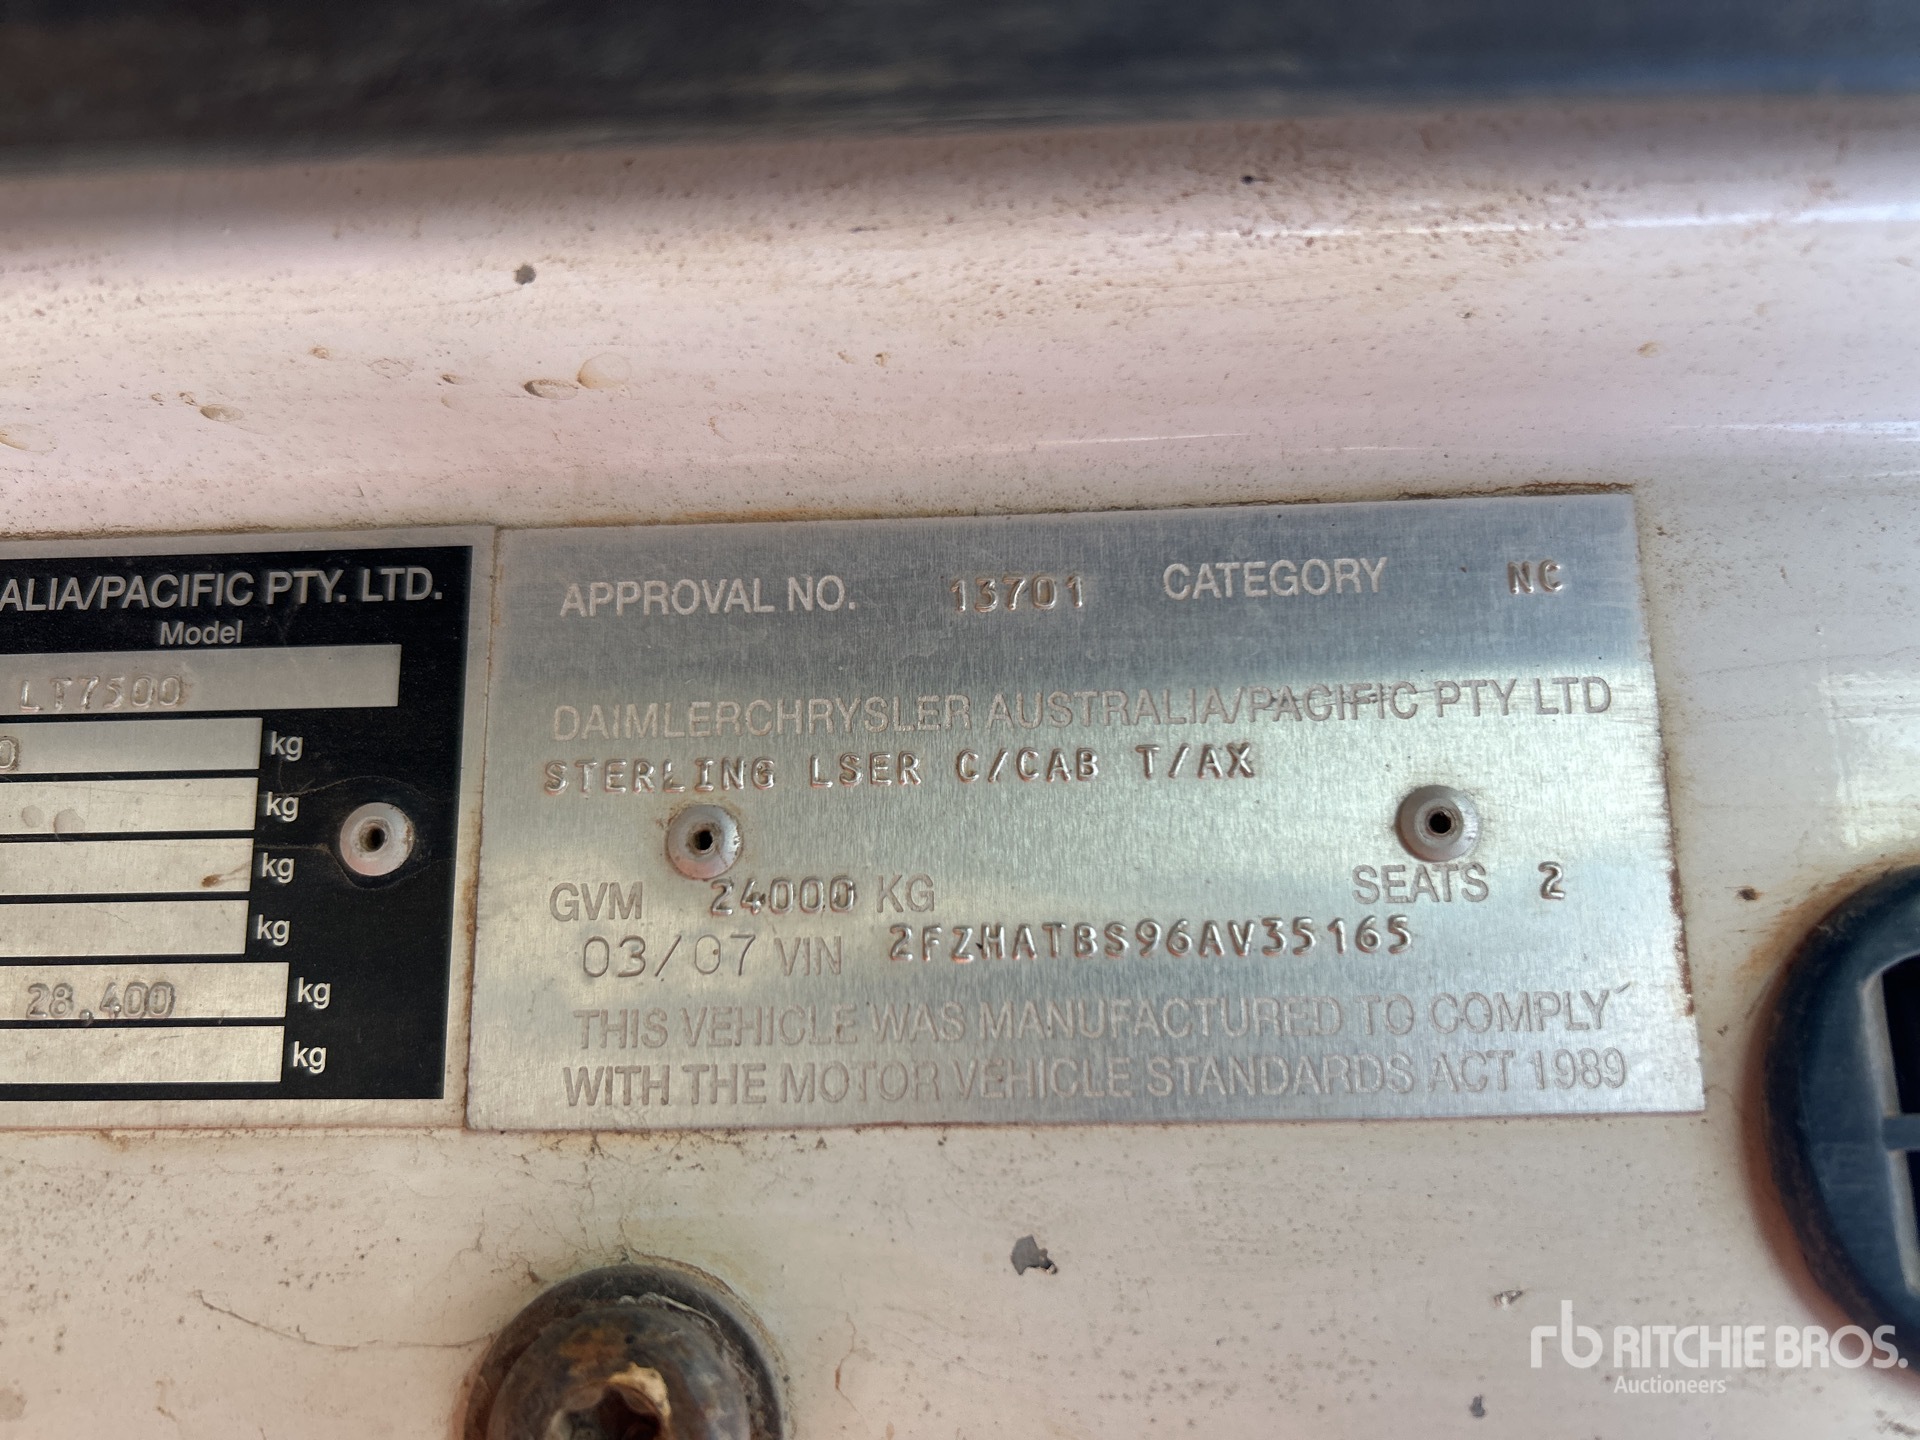 ALIA/PACIFIC PTY. LTD.
Model
LT7500
0 kg
kg
kg
kg
28,400 kg
kg
APPROVAL NO. 13701 CATEGORY NC
DAIMLERCHRYSLER AUSTRALIA/PACIFIC PTY LTD
STERLING LSER C/CAB T/AX
GVM 24000 KG SEATS 2
03/07 VIN 2FZHATBS96AV35165
THIS VEHICLE WAS MANUFACTURED TO COMPLY
WITH THE MOTOR VEHICLE STANDARDS ACT 1989
rb RITCHIE BROS.
Auctioneers